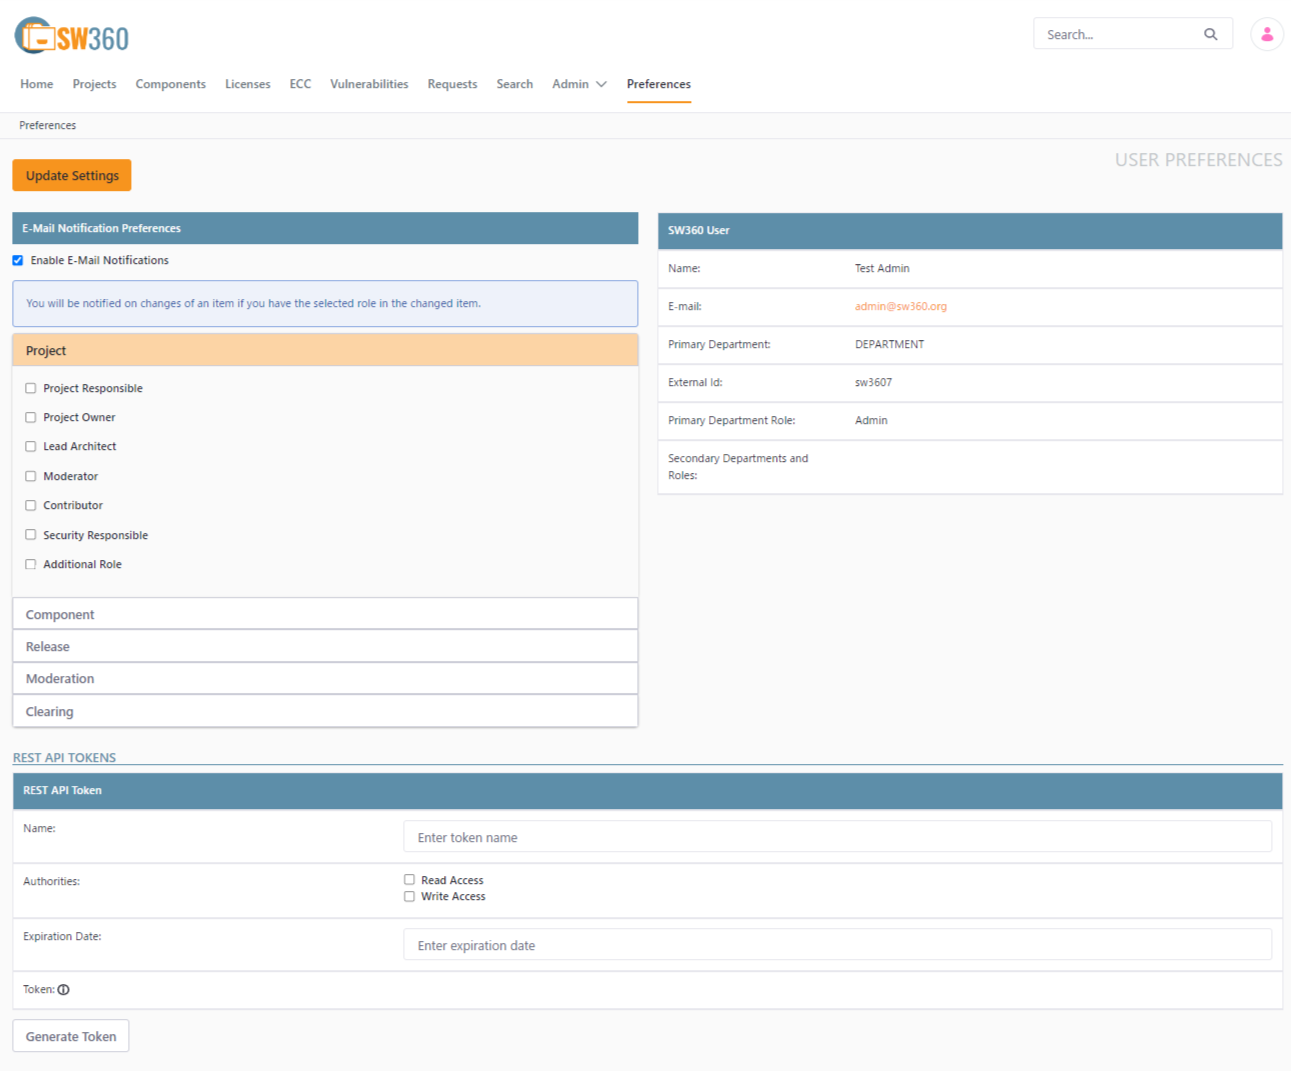 SW360
Search...
Home Projects Components Licenses ECC Vulnerabilities Requests Search Admin Preferences
Preferences
USER PREFERENCES
Update Settings
E-Mail Notification Preferences
Enable E-Mail Notifications
You will be notified on changes of an item if you have the selected role in the changed item.
Project
Project Responsible
Project Owner
Lead Architect
Moderator
Contributor
Security Responsible
Additional Role
Component
Release
Moderation
Clearing
SW360 User
Name: Test Admin
E-mail: admin@sw360.org
Primary Department: DEPARTMENT
External Id: sw3607
Primary Department Role: Admin
Secondary Departments and
Roles:
REST API TOKENS
REST API Token
Name: Enter token name
Authorities: Read Access
Write Access
Expiration Date: Enter expiration date
Token:
Generate Token